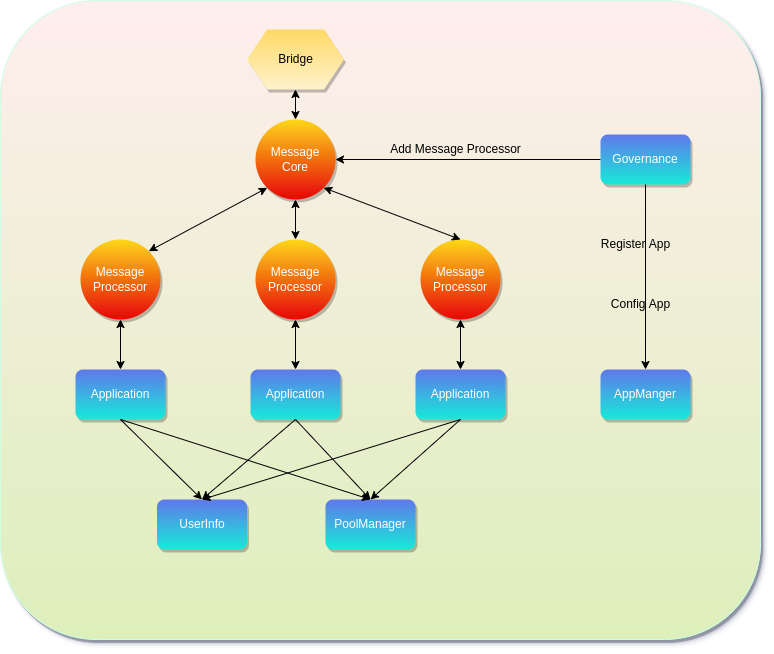 Bridge
Message
Core
Add Message Processor
Governance
Register App
Config App
Message
Processor
Message
Processor
Message
Processor
Application
Application
Application
AppManger
UserInfo
PoolManager